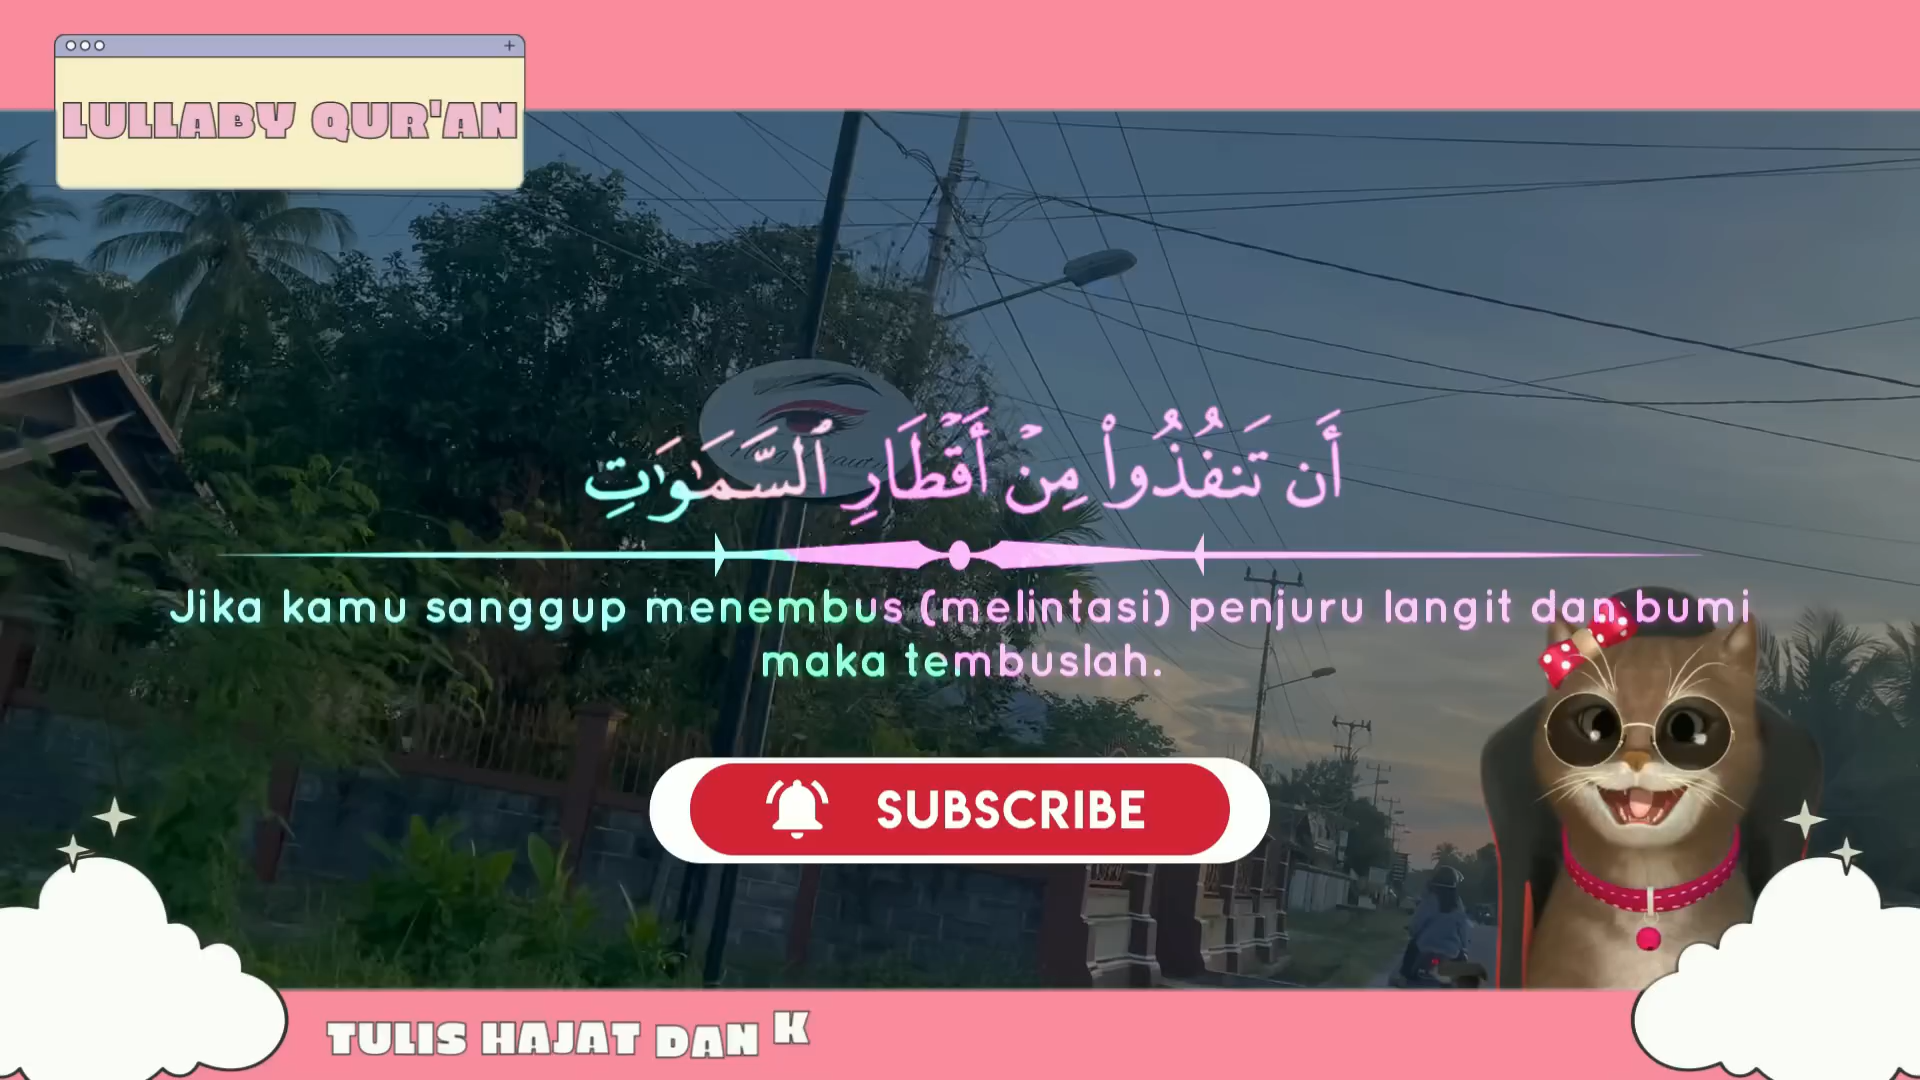 LULLABY QUR'AN
أَن تَنفُذُوا۟ مِنْ أَقْطَارِ ٱلسَّمَـٰوَٰتِ
Jika kamu sanggup menembus (melintasi) penjuru langit dan bumi
maka tembuslah.
SUBSCRIBE
TULIS HAJAT DAN K